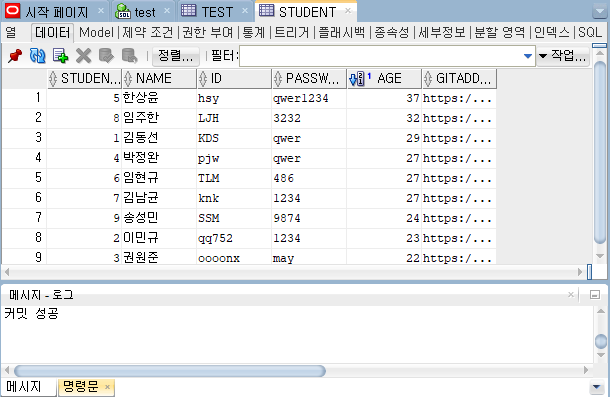 시작 페이지 test TEST STUDENT
열 데이터 Model 제약 조건 권한 부여 통계 트리거 플래시백 종속성 세부정보 분할 영역 인덱스 SQL
정렬... 필터: 작업...
STUDEN... NAME ID PASSW... 1 AGE GITADD...
1 5 한상윤 hsy qwer1234 37 https:/...
2 8 임주한 LJH 3232 32 https:/...
3 1 김동선 KDS qwer 29 https:/...
4 4 박정완 pjw qwer 27 https:/...
5 6 임현규 TLM 486 27 https:/...
6 7 김남균 knk 1234 27 https:/...
7 9 송성민 SSM 9874 24 https:/...
8 2 이민규 qq752 1234 23 https:/...
9 3 권원준 oooonx may 22 https:/...
메시지 - 로그
커밋 성공
메시지 명령문